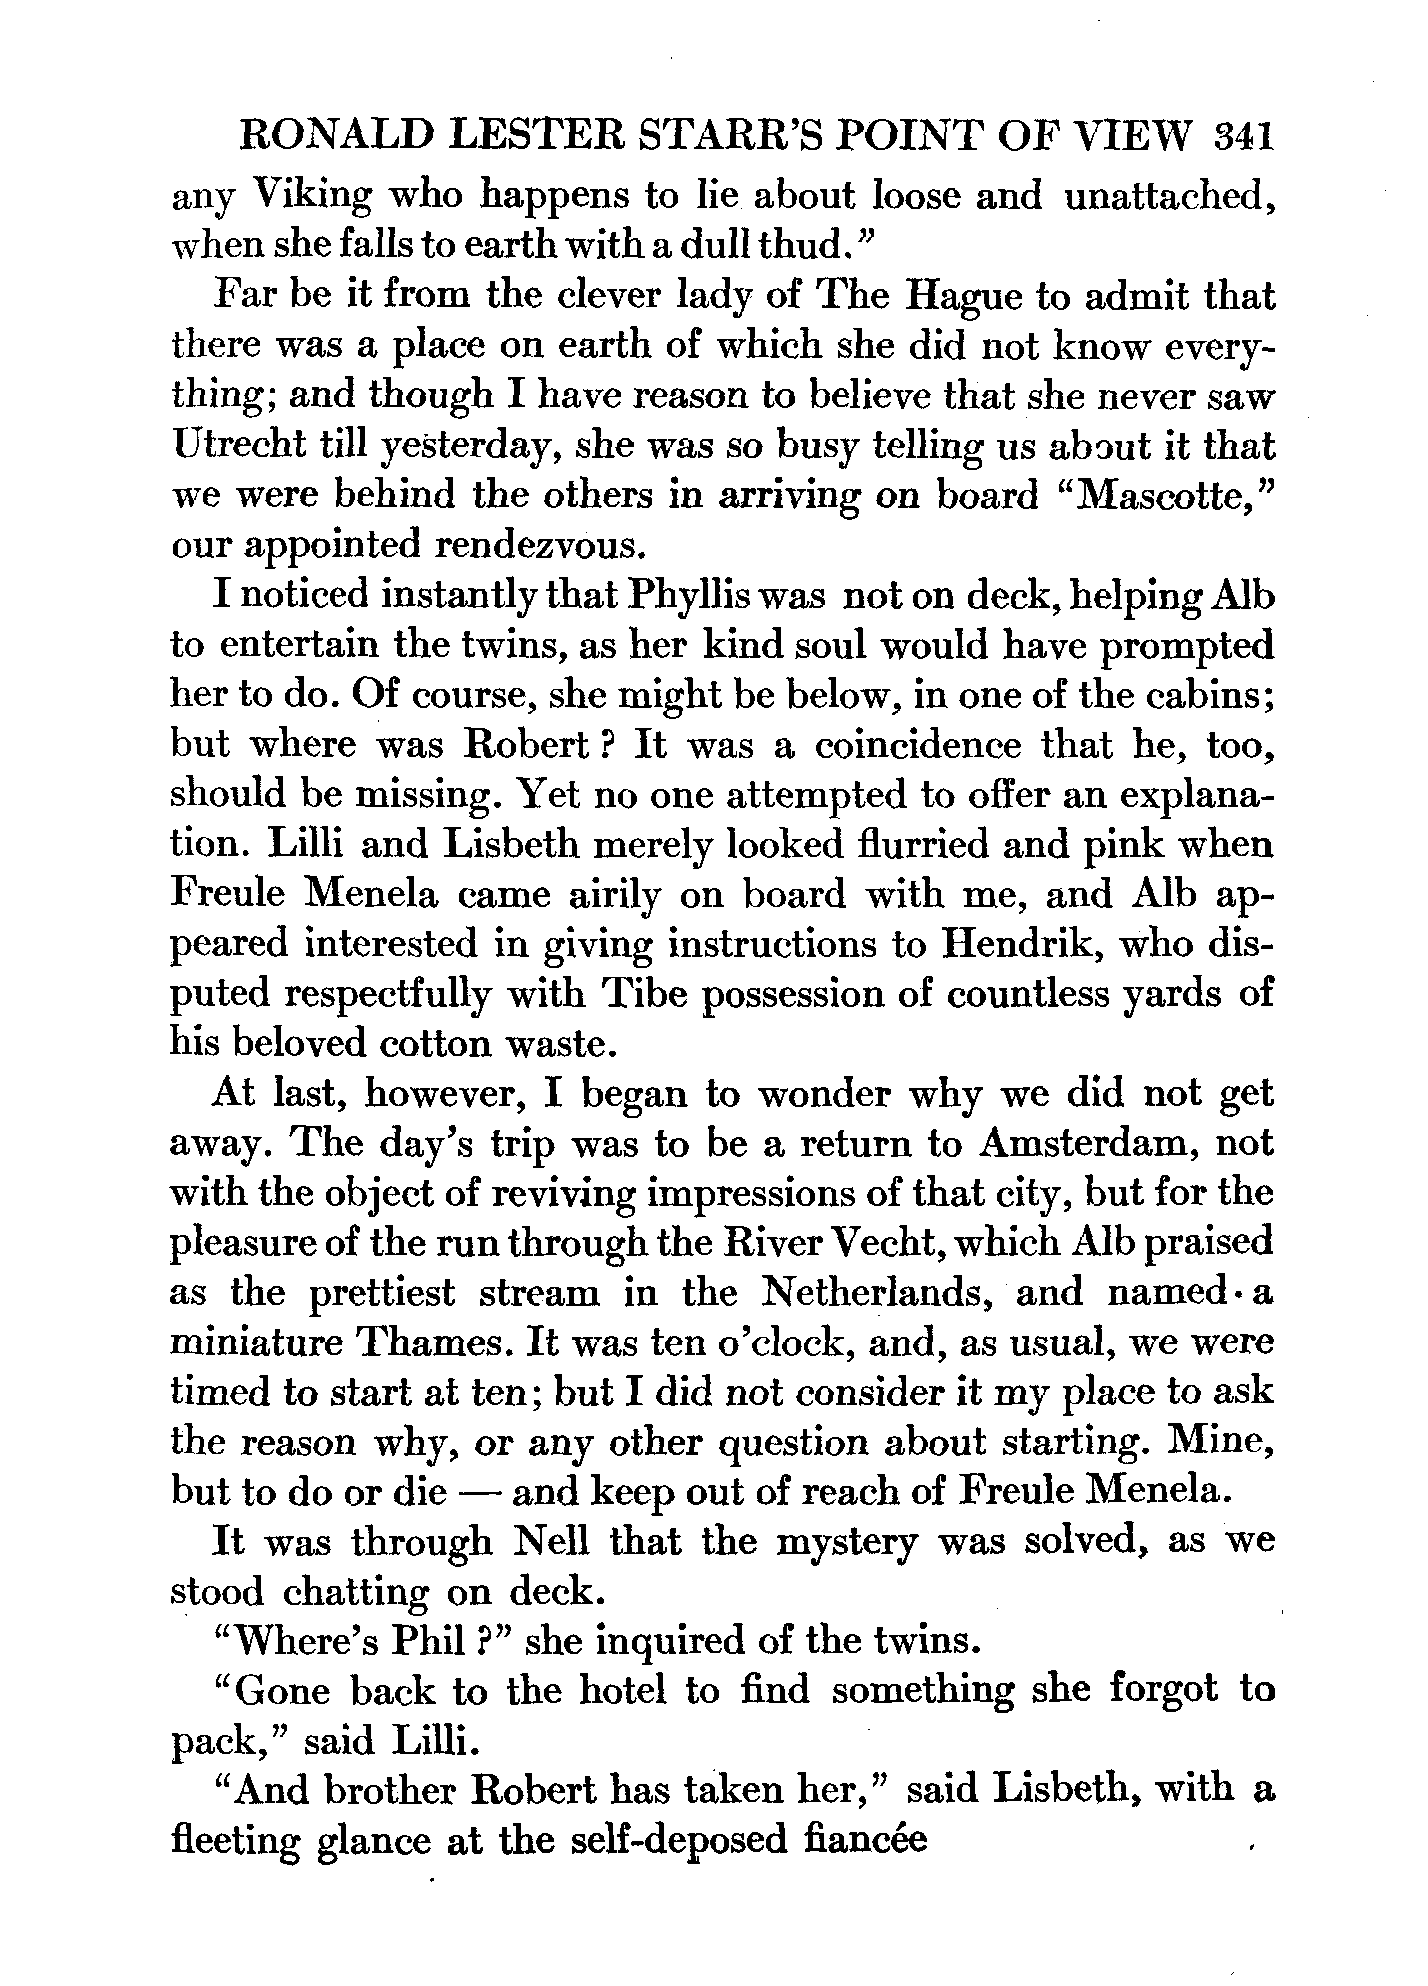 RONALD LESTER STARR'S POINT OF VIEW 341
any Viking who happens to lie about loose and unattached,
when she falls to earth with a dull thud."
Far be it from the clever lady of The Hague to admit that
there was a place on earth of which she did not know every-
thing; and though I have reason to believe that she never saw
Utrecht till yesterday, she was so busy telling us about it that
we were behind the others in arriving on board "Mascotte,"
our appointed rendezvous.
I noticed instantly that Phyllis was not on deck, helping Alb
to entertain the twins, as her kind soul would have prompted
her to do. Of course, she might be below, in one of the cabins;
but where was Robert? It was a coincidence that he, too,
should be missing. Yet no one attempted to offer an explana-
tion. Lilli and Lisbeth merely looked flurried and pink when
Freule Menela came airily on board with me, and Alb ap-
peared interested in giving instructions to Hendrik, who dis-
puted respectfully with Tibe possession of countless yards of
his beloved cotton waste.
At last, however, I began to wonder why we did not get
away. The day's trip was to be a return to Amsterdam, not
with the object of reviving impressions of that city, but for the
pleasure of the run through the River Vecht, which Alb praised
as the prettiest stream in the Netherlands, and named a
miniature Thames. It was ten o'clock, and, as usual, we were
timed to start at ten; but I did not consider it my place to ask
the reason why, or any other question about starting. Mine,
but to do or die — and keep out of reach of Freule Menela.
It was through Nell that the mystery was solved, as we
stood chatting on deck.
"Where's Phil?" she inquired of the twins.
"Gone back to the hotel to find something she forgot to
pack," said Lilli.
"And brother Robert has taken her," said Lisbeth, with a
fleeting glance at the self-deposed fiancée